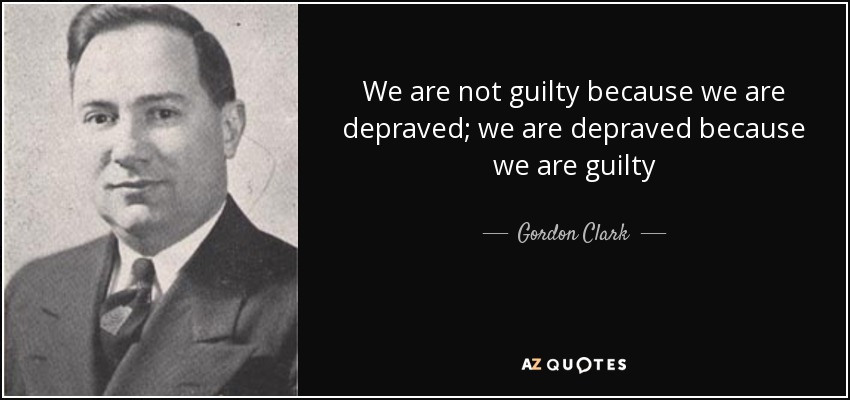 We are not guilty because we are
depraved; we are depraved because
we are guilty
Gordon Clark
AZ QUOTES